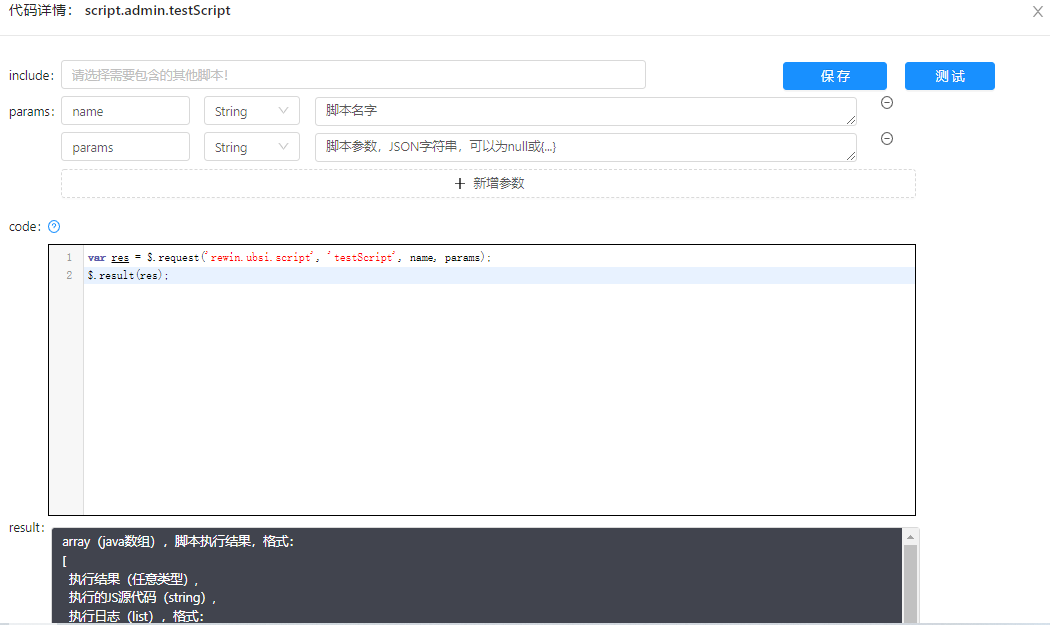 代码详情： script.admin.testScript
include: 请选择需要包含的其他脚本!
保 存 测 试
params: name String 脚本名字
params String 脚本参数，JSON字符串，可以为null或{...}
+ 新增参数
code:
1 var res = $.request('rewin.ubsi.script', 'testScript', name, params);
2 $.result(res);
result: array（java数组），脚本执行结果，格式：
[
执行结果（任意类型），
执行的JS源代码（string），
执行日志（list），格式：